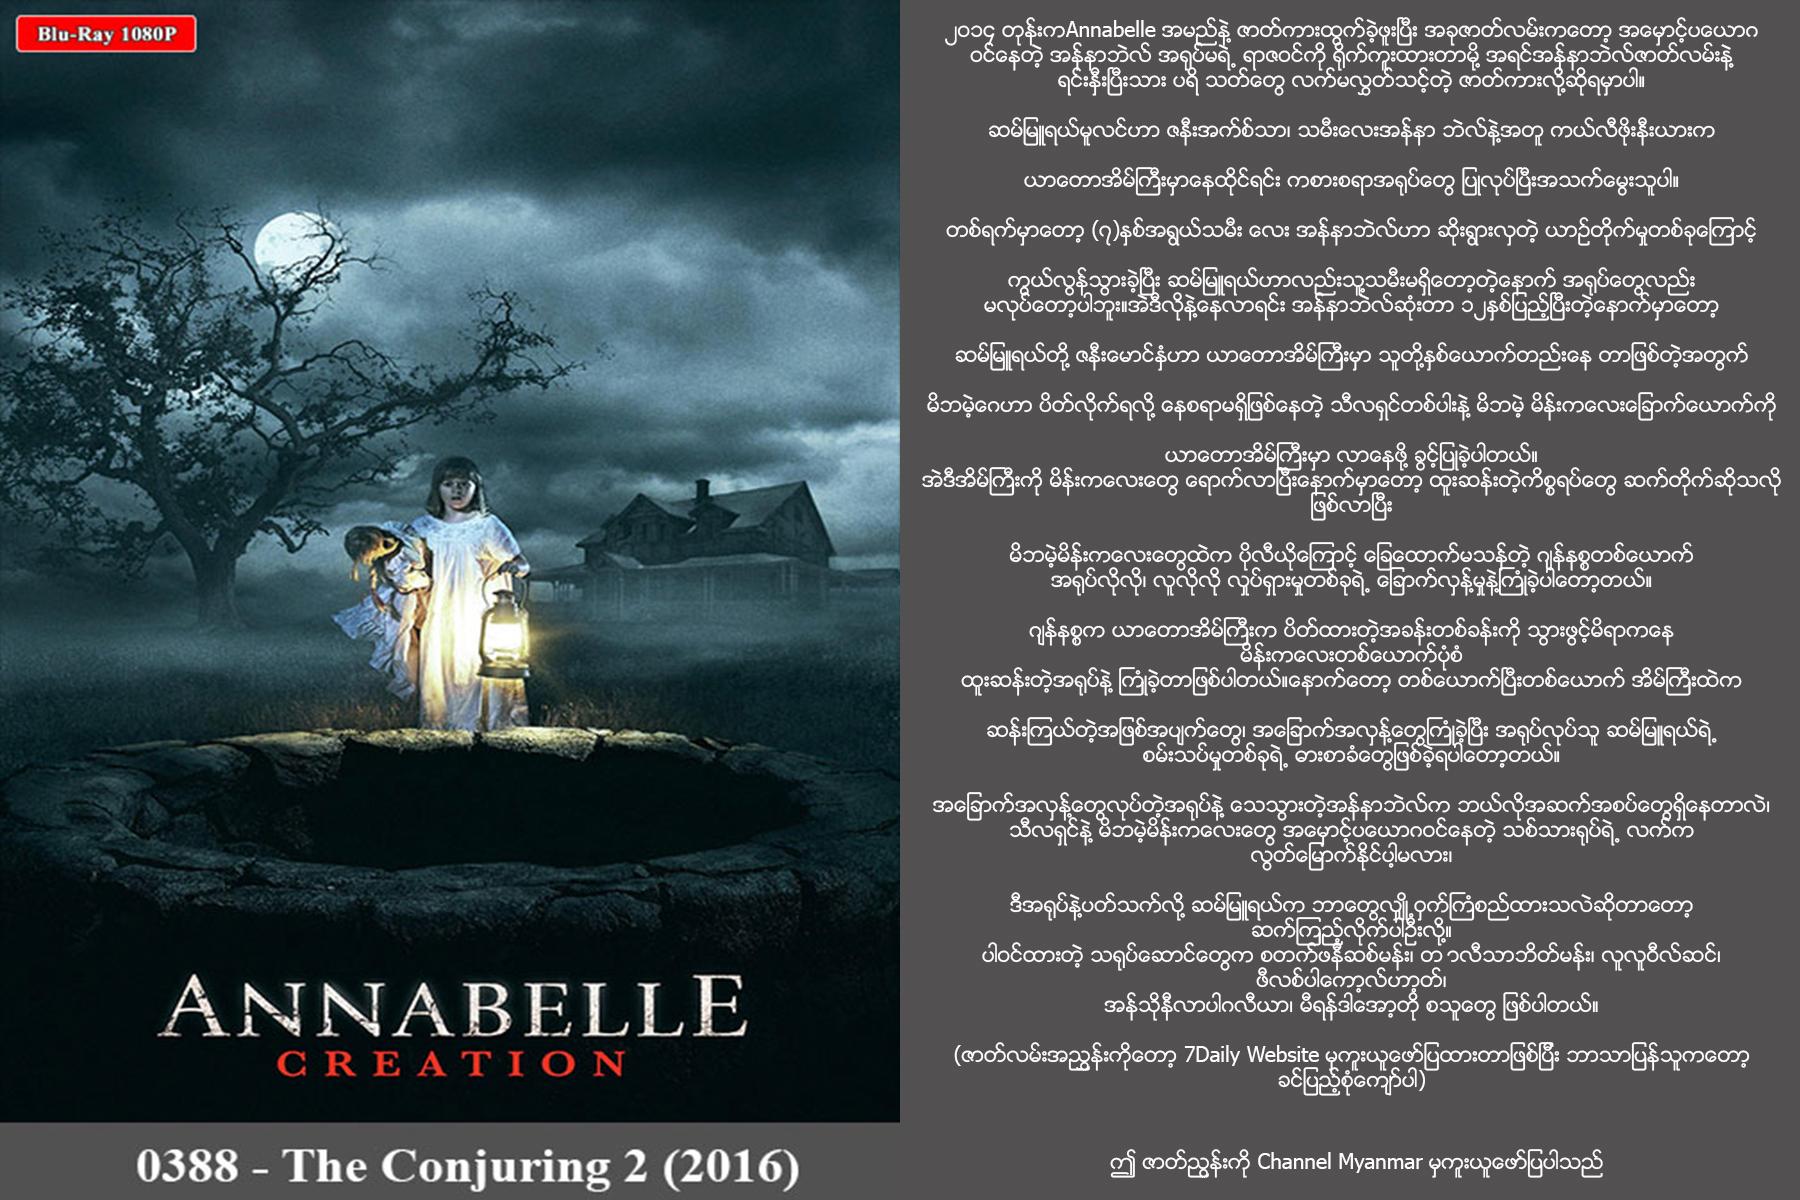 Blu-Ray 1080P
ANNABELLE
CREATION
0388 - The Conjuring 2 (2016)
၂၀၁၄ တုန်းကAnnabelle အမည်နဲ့ ဇာတ်ကားထွက်ခဲ့ဖူးပြီး အခုဇာတ်လမ်းကတော့ အမှောင့်ပယောဂ
ဝင်နေတဲ့ အန်နာဘဲလ် အရုပ်မရဲ့ ရာဇဝင်ကို ရိုက်ကူးထားတာမို့ အရင်အန်နာဘဲလ်ဇာတ်လမ်းနဲ့
ရင်းနှီးပြီးသား ပရိ သတ်တွေ လက်မလွှတ်သင့်တဲ့ ဇာတ်ကားလို့ဆိုရမှာပါ။
ဆမ်မြူရယ်မူလင်ဟာ ဇနီးအက်စ်သာ၊ သမီးလေးအန်နာ ဘဲလ်နဲ့အတူ ကယ်လီဖိုးနီးယားက
ယာတောအိမ်ကြီးမှာနေထိုင်ရင်း ကစားစရာအရုပ်တွေ ပြုလုပ်ပြီးအသက်မွေးသူပါ။
တစ်ရက်မှာတော့ (၇)နှစ်အရွယ်သမီး လေး အန်နာဘဲလ်ဟာ ဆိုးရွားလှတဲ့ ယာဉ်တိုက်မှုတစ်ခုကြောင့်
ကွယ်လွန်သွားခဲ့ပြီး ဆမ်မြူရယ်ဟာလည်းသူ့သမီးမရှိတော့တဲ့နောက် အရုပ်တွေလည်း
မလုပ်တော့ပါဘူး။အဲဒီလိုနဲ့နေလာရင်း အန်နာဘဲလ်ဆုံးတာ ၁၂နှစ်ပြည့်ပြီးတဲ့နောက်မှာတော့
ဆမ်မြူရယ်တို့ ဇနီးမောင်နှံဟာ ယာတောအိမ်ကြီးမှာ သူတို့နှစ်ယောက်တည်းနေ တာဖြစ်တဲ့အတွက်
မိဘမဲ့ဂေဟာ ပိတ်လိုက်ရလို့ နေစရာမရှိဖြစ်နေတဲ့ သီလရှင်တစ်ပါးနဲ့ မိဘမဲ့ မိန်းကလေးခြောက်ယောက်ကို
ယာတောအိမ်ကြီးမှာ လာနေဖို့ ခွင့်ပြုခဲ့ပါတယ်။
အဲဒီအိမ်ကြီးကို မိန်းကလေးတွေ ရောက်လာပြီးနောက်မှာတော့ ထူးဆန်းတဲ့ကိစ္စရပ်တွေ ဆက်တိုက်ဆိုသလို
ဖြစ်လာပြီး
မိဘမဲ့မိန်းကလေးတွေထဲက ပိုလီယိုကြောင့် ခြေထောက်မသန်တဲ့ ဂျန်နစ္စတစ်ယောက်
အရုပ်လိုလို၊ လူလိုလို လှုပ်ရှားမှုတစ်ခုရဲ့ ခြောက်လှန့်မှုနဲ့ကြုံခဲ့ပါတော့တယ်။
ဂျန်နစ္စက ယာတောအိမ်ကြီးက ပိတ်ထားတဲ့အခန်းတစ်ခန်းကို သွားဖွင့်မိရာကနေ
မိန်းကလေးတစ်ယောက်ပုံစံ
ထူးဆန်းတဲ့အရုပ်နဲ့ ကြုံခဲ့တာဖြစ်ပါတယ်။နောက်တော့ တစ်ယောက်ပြီးတစ်ယောက် အိမ်ကြီးထဲက
ဆန်းကြယ်တဲ့အဖြစ်အပျက်တွေ၊ အခြောက်အလှန့်တွေကြုံခဲ့ပြီး အရုပ်လုပ်သူ ဆမ်မြူရယ်ရဲ့
စမ်းသပ်မှုတစ်ခုရဲ့ ဓားစာခံတွေဖြစ်ခဲ့ရပါတော့တယ်။
အခြောက်အလှန့်တွေလုပ်တဲ့အရုပ်နဲ့ သေသွားတဲ့အန်နာဘဲလ်က ဘယ်လိုအဆက်အစပ်တွေရှိနေတာလဲ၊
သီလရှင်နဲ့ မိဘမဲ့မိန်းကလေးတွေ အမှောင့်ပယောဂဝင်နေတဲ့ သစ်သားရုပ်ရဲ့ လက်က
လွတ်မြောက်နိုင်ပါ့မလား၊
ဒီအရုပ်နဲ့ပတ်သက်လို့ ဆမ်မြူရယ်က ဘာတွေလျှို့ဝှက်ကြံစည်ထားသလဲဆိုတာတော့
ဆက်ကြည့်လိုက်ပါဦးလို့။
ပါဝင်ထားတဲ့ သရုပ်ဆောင်တွေက စတက်ဖနီဆစ်မန်း၊ တ ာလီသာဘိတ်မန်း၊ လူလူဝီလ်ဆင်၊
ဖီလစ်ပါကော့လ်ဟာ့တ်၊
အန်သိုနီလာပါဂလီယာ၊ မီရန်ဒါအော့တို စသူတွေ ဖြစ်ပါတယ်။
(ဇာတ်လမ်းအညွှန်းကိုတော့ 7Daily Website မှကူးယူဖော်ပြထားတာဖြစ်ပြီး ဘာသာပြန်သူကတော့
ခင်ပြည့်စုံကျော်ပါ)
ဤ ဇာတ်ညွှန်းကို Channel Myanmar မှကူးယူဖော်ပြပါသည်